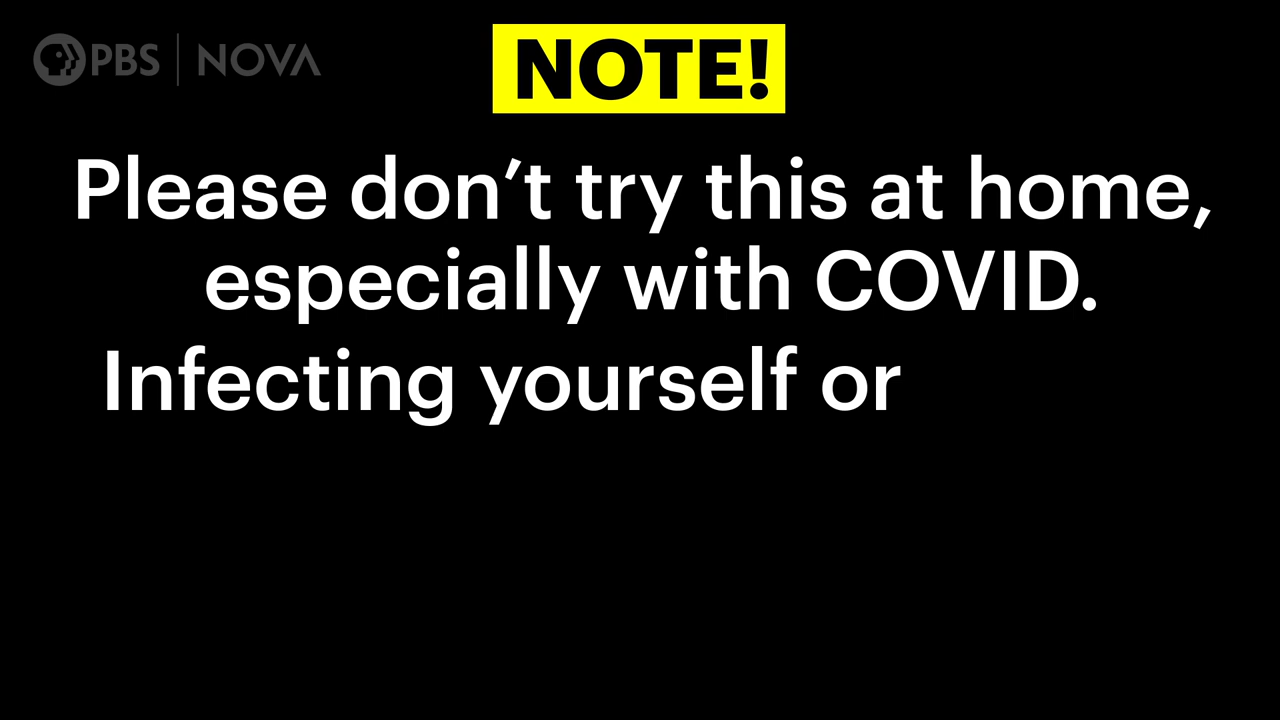 PBS | NOVA
NOTE!
Please don’t try this at home,
especially with COVID.
Infecting yourself or